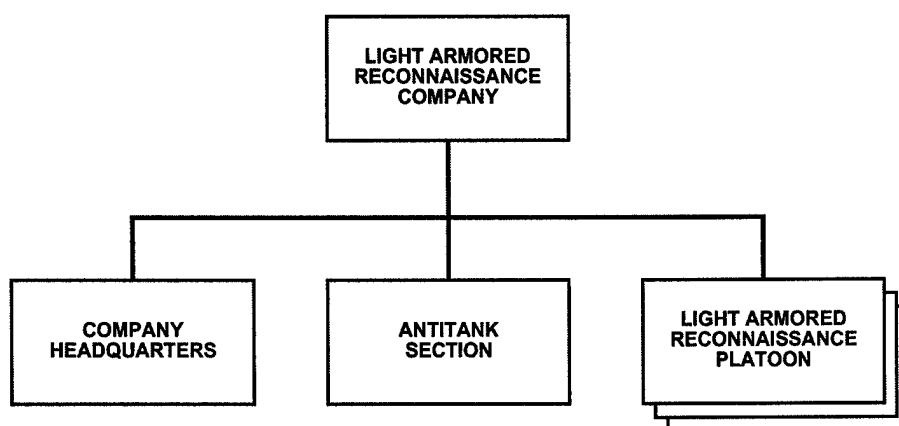 LIGHT ARMORED
RECONNAISSANCE
COMPANY
COMPANY
HEADQUARTERS
ANTITANK
SECTION
LIGHT ARMORED
RECONNAISSANCE
PLATOON